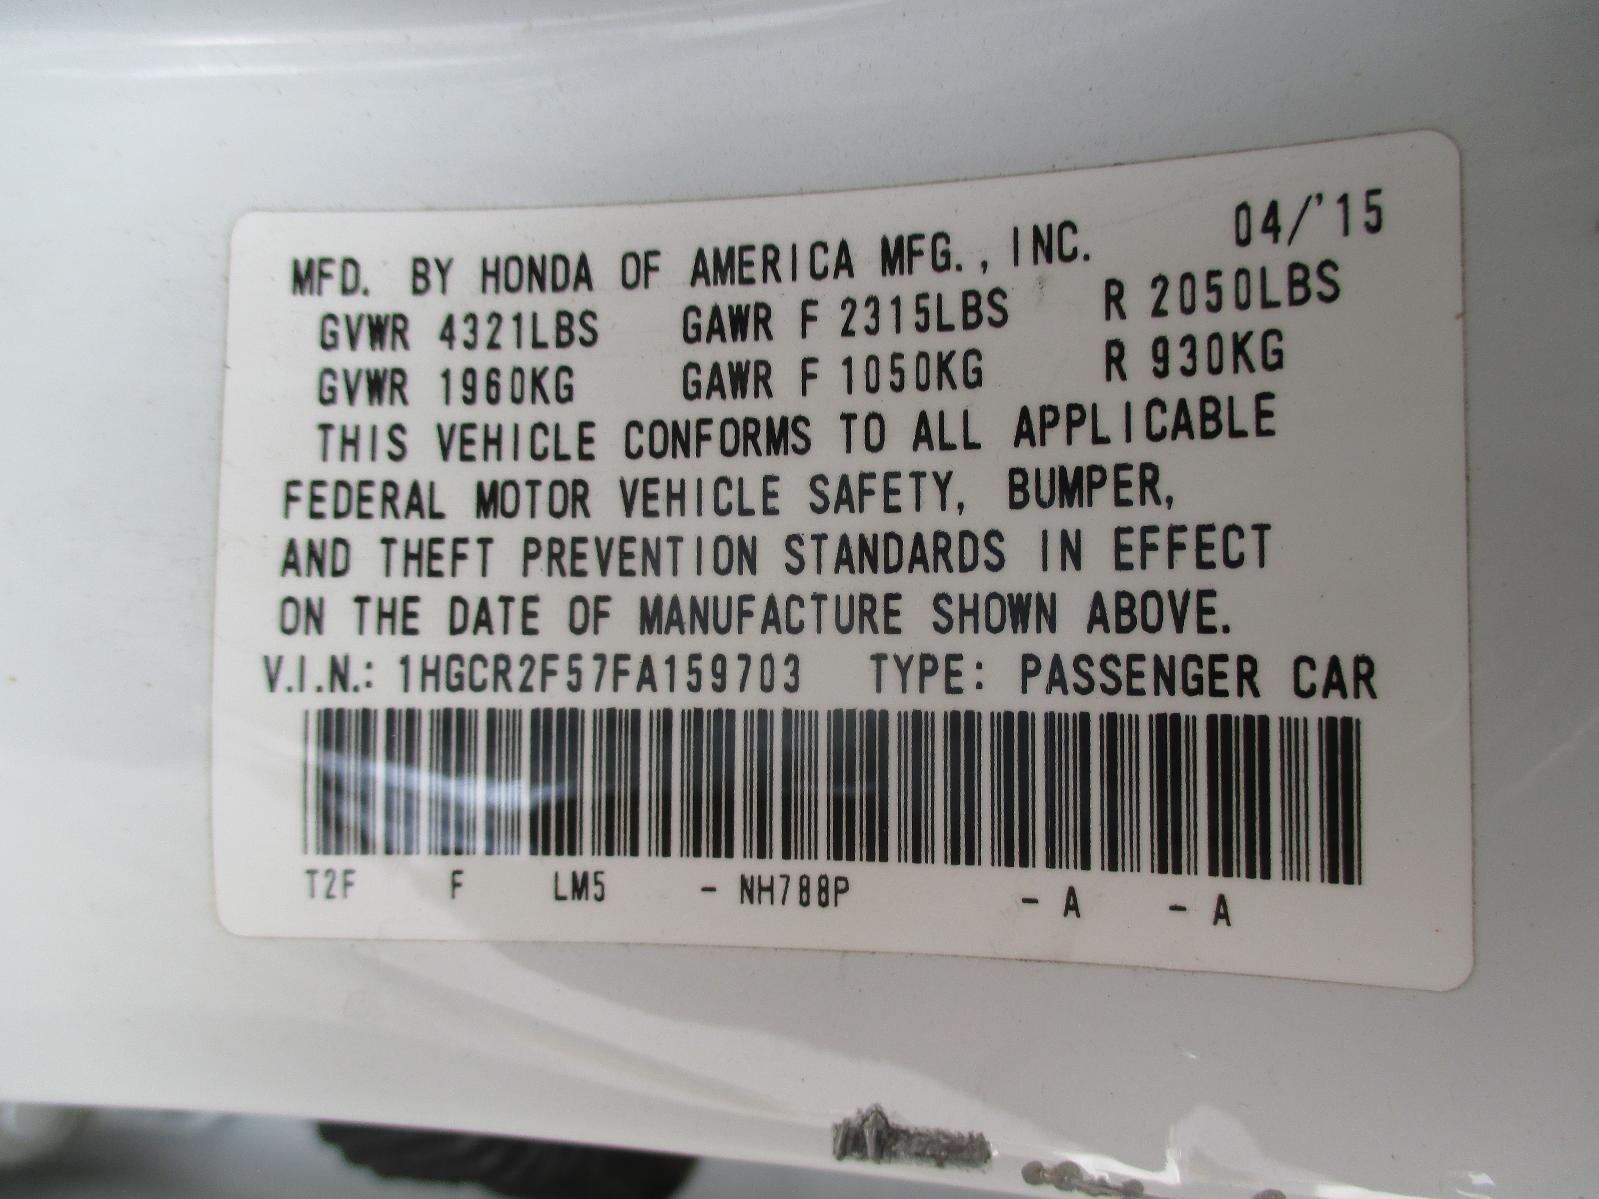 MFD. BY HONDA OF AMERICA MFG., INC. 04/'15
GVWR 4321LBS GAWR F 2315LBS R 2050LBS
GVWR 1960KG GAWR F 1050KG R 930KG
THIS VEHICLE CONFORMS TO ALL APPLICABLE
FEDERAL MOTOR VEHICLE SAFETY, BUMPER,
AND THEFT PREVENTION STANDARDS IN EFFECT
ON THE DATE OF MANUFACTURE SHOWN ABOVE.
V.I.N.: 1HGCR2F57FA159703 TYPE: PASSENGER CAR
T2F F LM5 - NH788P - A - A